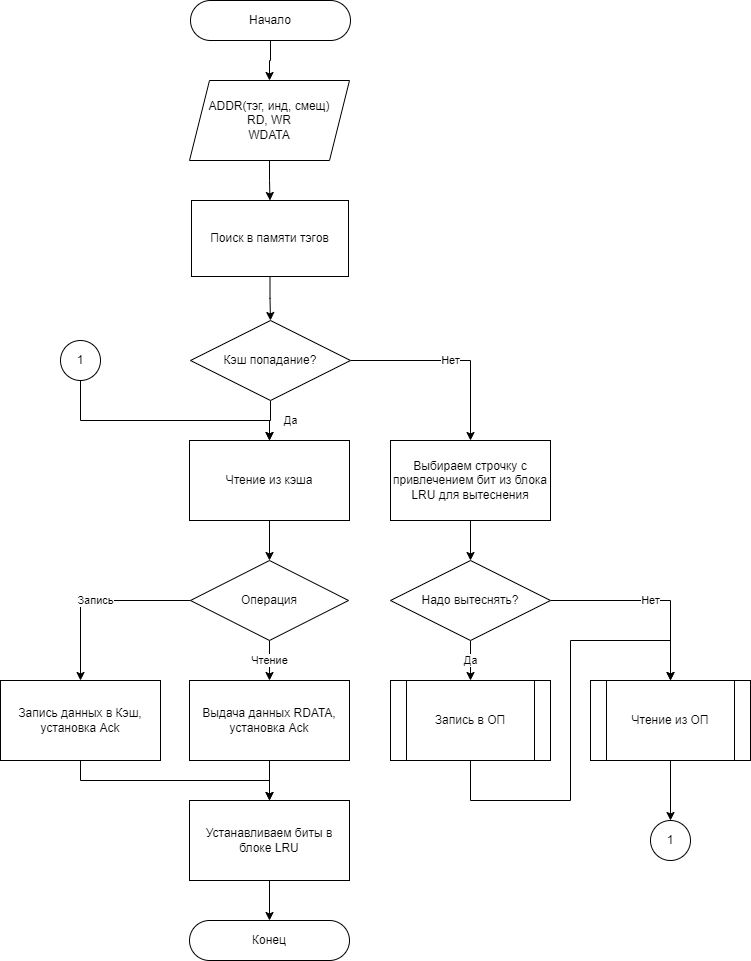 Начало
ADDR(тэг, инд, смещ)
RD, WR
WDATA
Поиск в памяти тэгов
Кэш попадание?
Нет
1
Да
Чтение из кэша
Выбираем строчку с
привлечением бит из блока
LRU для вытеснения
Операция
Надо вытеснять?
Запись
Нет
Чтение
Да
Запись данных в Кэш,
установка Ack
Выдача данных RDATA,
установка Ack
Запись в ОП
Чтение из ОП
Устанавливаем биты в
блоке LRU
1
Конец